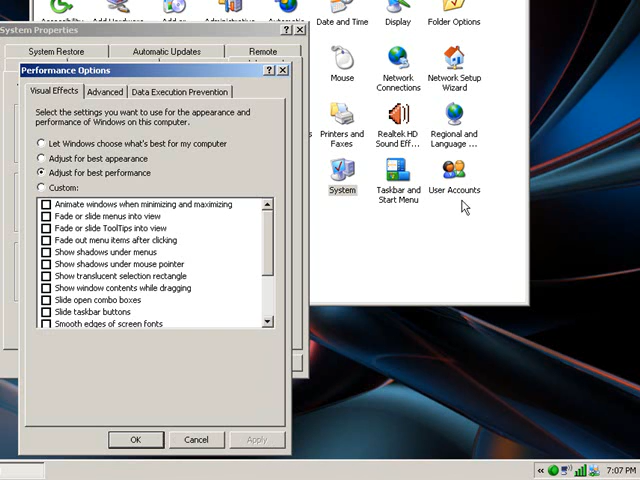 Accessibility
Add Hardware
Add or
Administrative
Automatic
Date and Time
Display
Folder Options
System Properties
System Restore
Automatic Updates
Remote
Mouse
Network
Connections
Network Setup
Wizard
Performance Options
Visual Effects
Advanced
Data Execution Prevention
Select the settings you want to use for the appearance and
performance of Windows on this computer.
Let Windows choose what's best for my computer
Adjust for best appearance
Adjust for best performance
Custom:
Printers and
Faxes
Realtek HD
Sound Eff...
Regional and
Language ...
System
Taskbar and
Start Menu
User Accounts
Animate windows when minimizing and maximizing
Fade or slide menus into view
Fade or slide ToolTips into view
Fade out menu items after clicking
Show shadows under menus
Show shadows under mouse pointer
Show translucent selection rectangle
Show window contents while dragging
Slide open combo boxes
Slide taskbar buttons
Smooth edges of screen fonts
OK
Cancel
Apply
7:07 PM